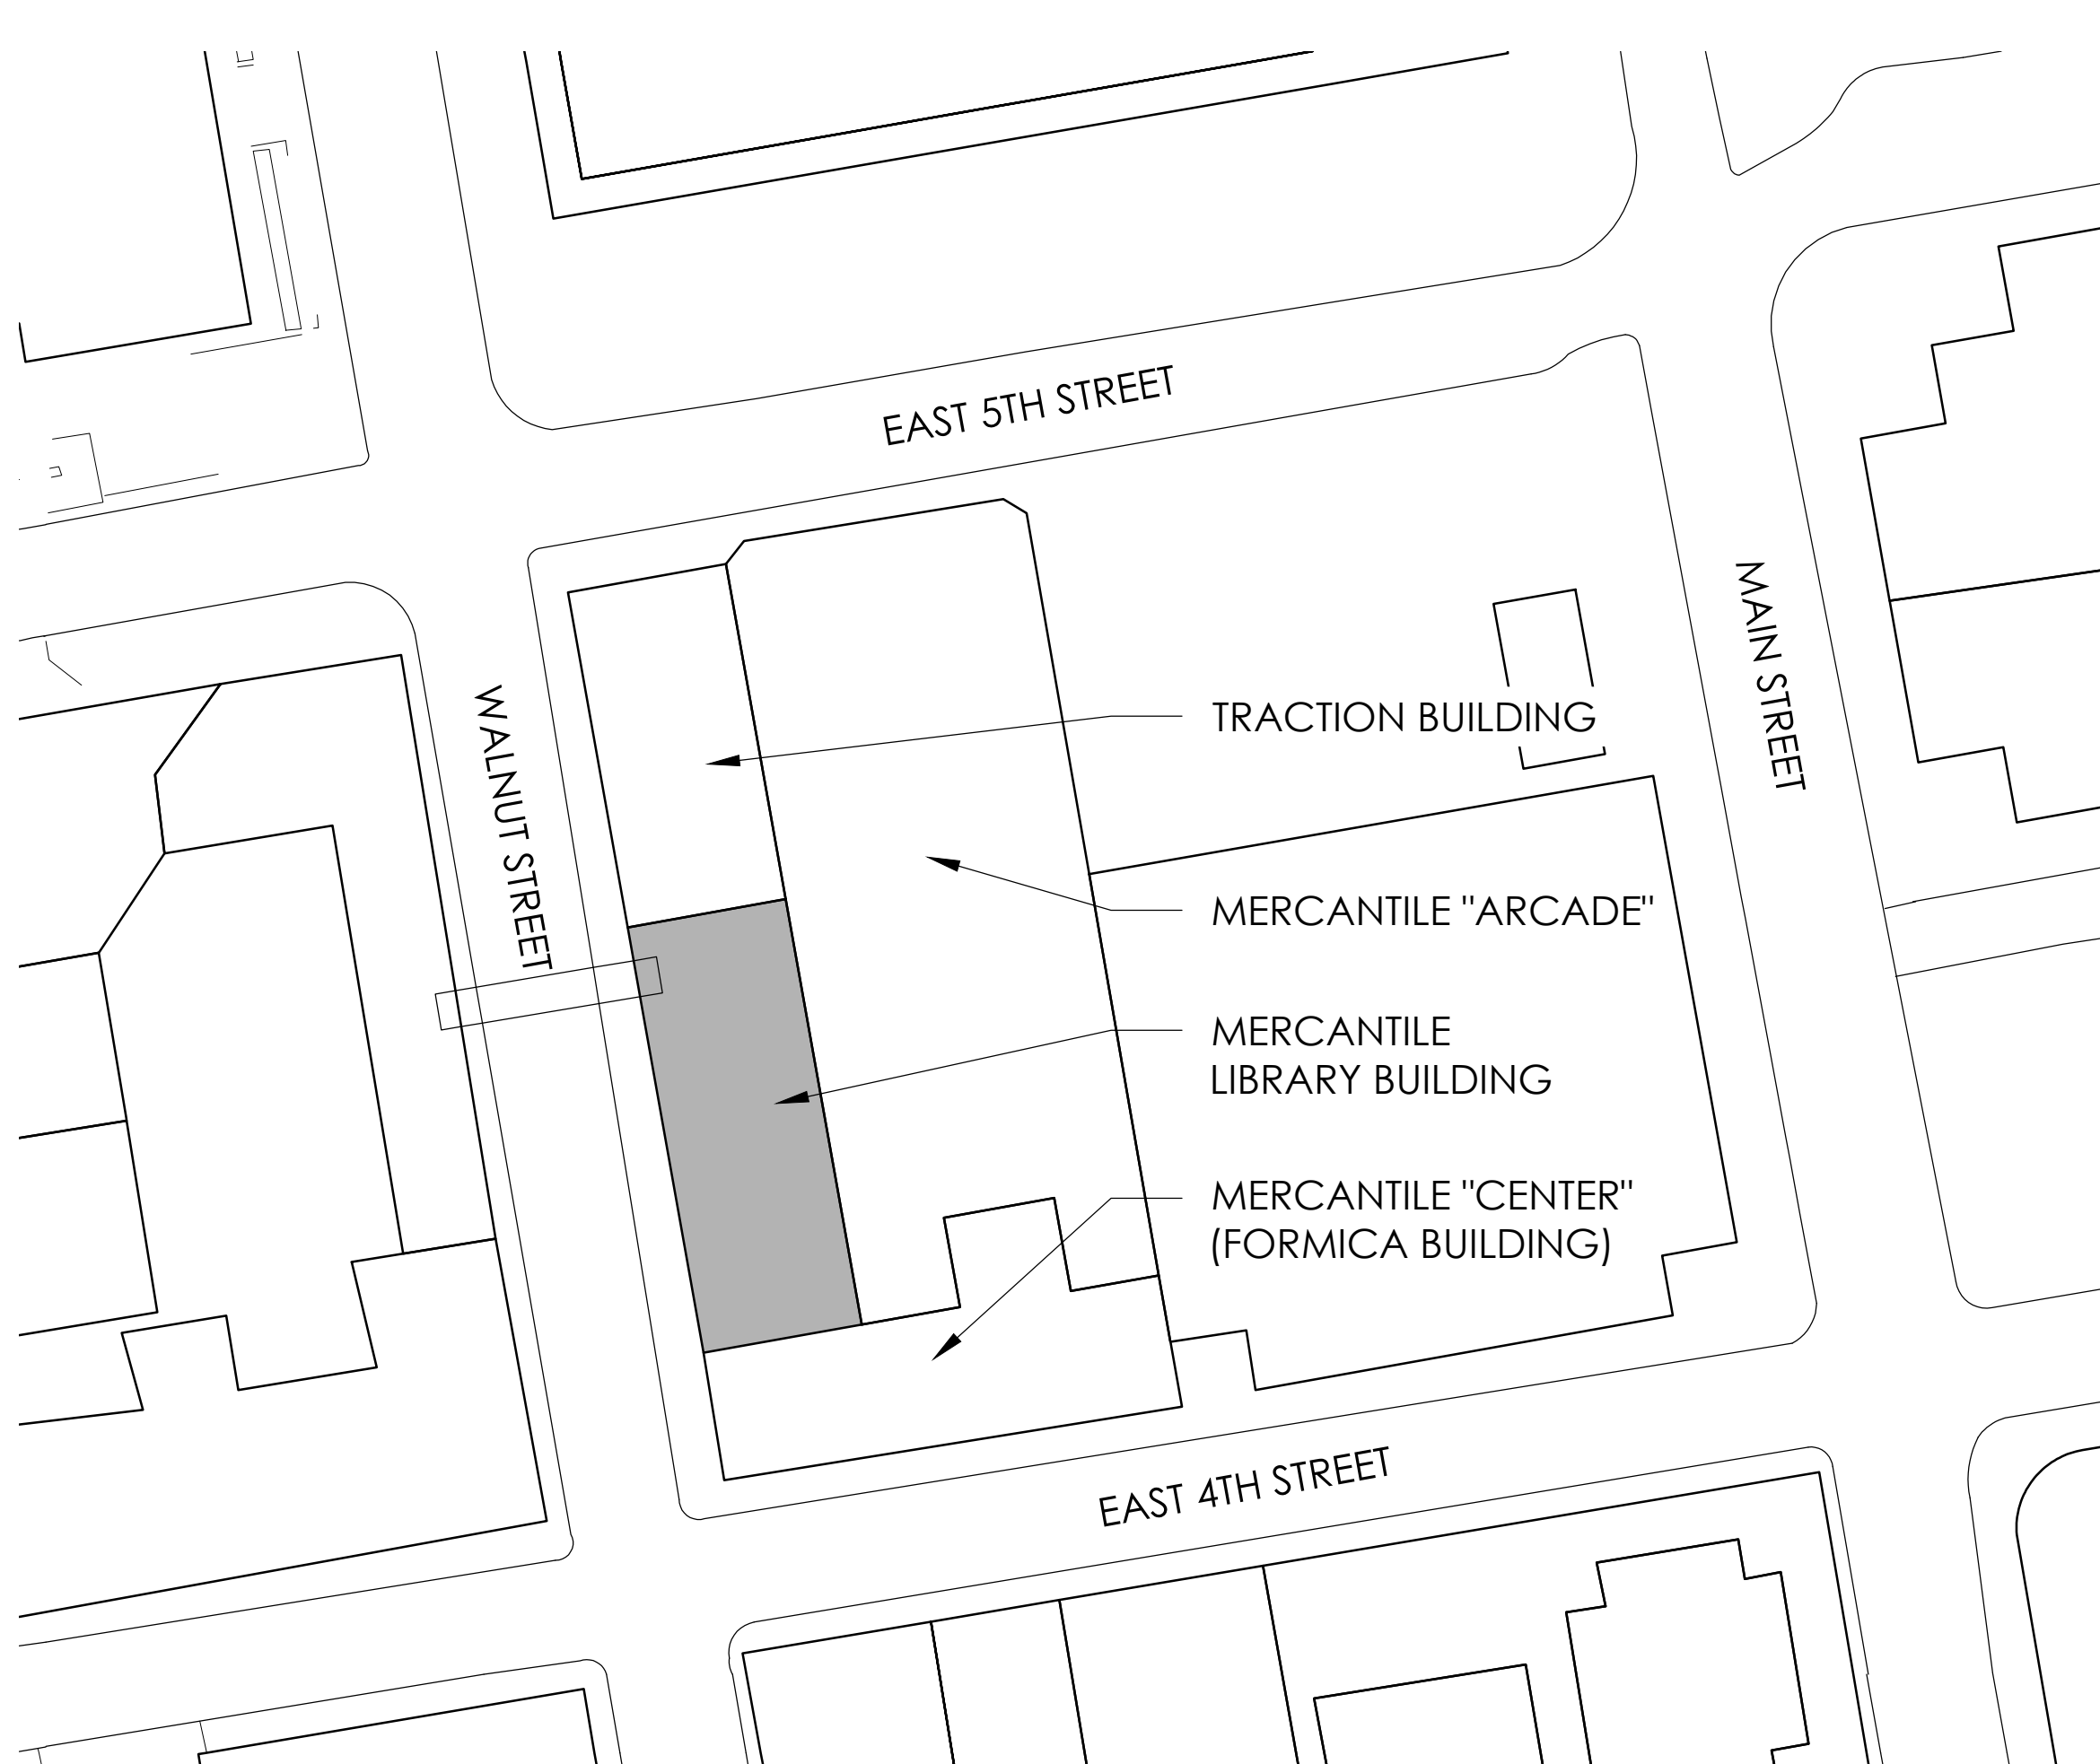 EAST 5TH STREET
MAIN STREET
WALNUT STREET
TRACTION BUILDING
MERCANTILE "ARCADE"
MERCANTILE
LIBRARY BUILDING
MERCANTILE "CENTER"
(FORMICA BUILDING)
EAST 4TH STREET